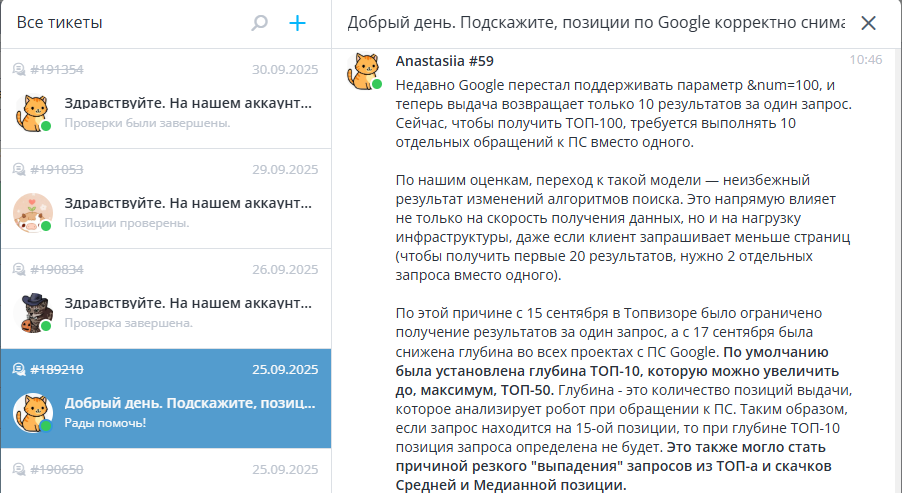 Все тикеты
#191354 30.09.2025
Здравствуйте. На нашем аккаунт...
Проверки были завершены.
#191053 29.09.2025
Здравствуйте. На нашем аккаунт...
Позиции проверены.
#190834 26.09.2025
Здравствуйте. На нашем аккаунт...
Проверка завершена.
#189210 25.09.2025
Добрый день. Подскажите, позиц...
Рады помочь!
#190650 25.09.2025
Добрый день. Подскажите, позиции по Google корректно снима
Anastasiia #59 10:46
Недавно Google перестал поддерживать параметр &num=100, и
теперь выдача возвращает только 10 результатов за один запрос.
Сейчас, чтобы получить ТОП-100, требуется выполнять 10
отдельных обращений к ПС вместо одного.
По нашим оценкам, переход к такой модели — неизбежный
результат изменений алгоритмов поиска. Это напрямую влияет
не только на скорость получения данных, но и на нагрузку
инфраструктуры, даже если клиент запрашивает меньше страниц
(чтобы получить первые 20 результатов, нужно 2 отдельных
запроса вместо одного).
По этой причине с 15 сентября в Топвизоре было ограничено
получение результатов за один запрос, а с 17 сентября была
снижена глубина во всех проектах с ПС Google. По умолчанию
была установлена глубина ТОП-10, которую можно увеличить
до, максимум, ТОП-50. Глубина - это количество позиций выдачи,
которое анализирует робот при обращении к ПС. Таким образом,
если запрос находится на 15-ой позиции, то при глубине ТОП-10
позиция запроса определена не будет. Это также могло стать
причиной резкого "выпадения" запросов из ТОП-а и скачков
Средней и Медианной позиции.